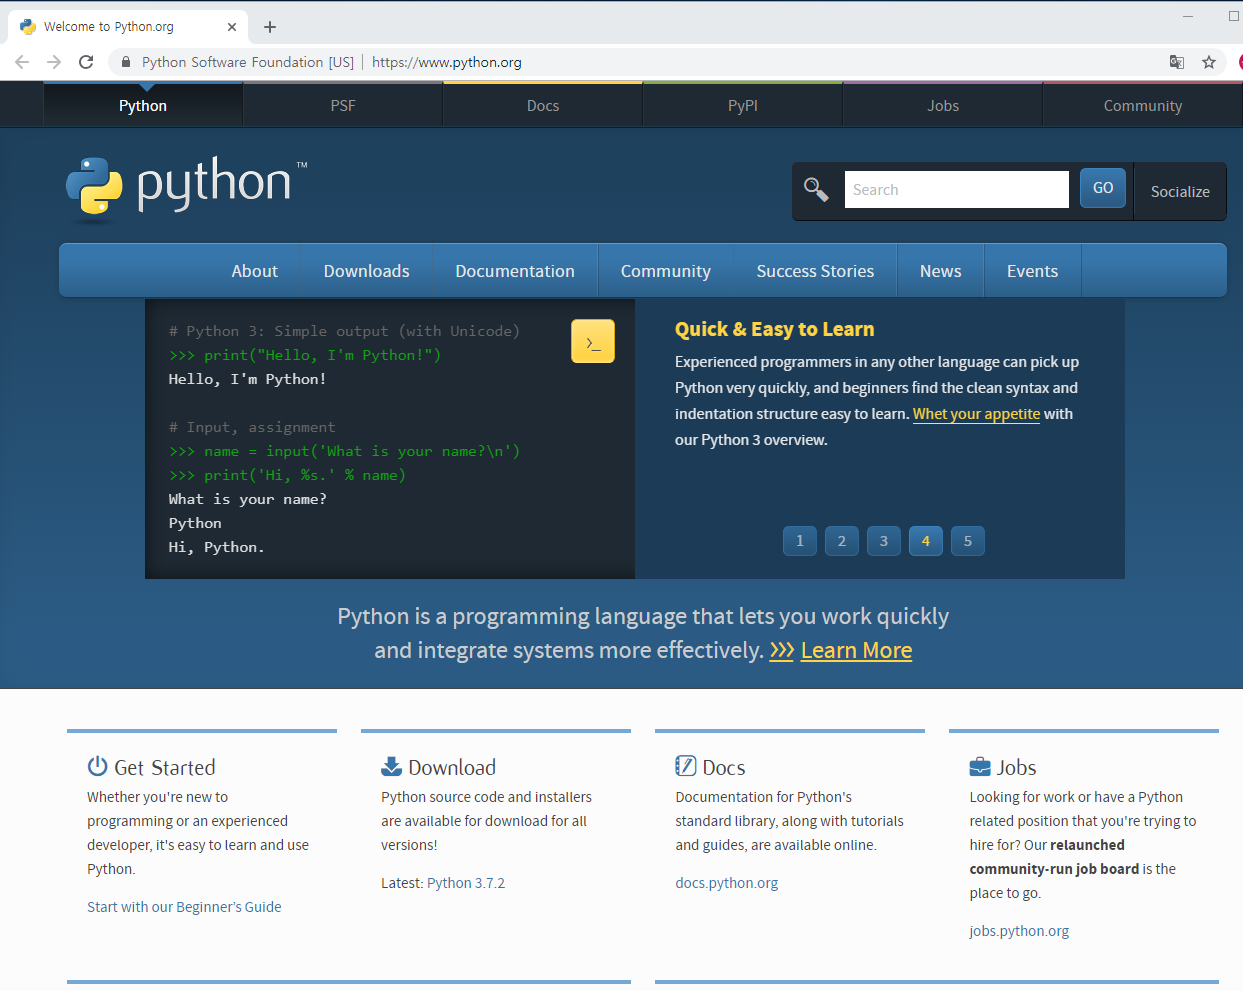 Welcome to Python.org
Python Software Foundation [US] | https://www.python.org
Python PSF Docs PyPI Jobs Community
python™
Search GO Socialize
About Downloads Documentation Community Success Stories News Events
# Python 3: Simple output (with Unicode)
>>> print("Hello, I'm Python!")
Hello, I'm Python!
# Input, assignment
>>> name = input('What is your name?\n')
>>> print('Hi, %s.' % name)
What is your name?
Python
Hi, Python.
>_
Quick & Easy to Learn
Experienced programmers in any other language can pick up
Python very quickly, and beginners find the clean syntax and
indentation structure easy to learn. Whet your appetite with
our Python 3 overview.
1 2 3 4 5
Python is a programming language that lets you work quickly
and integrate systems more effectively. >>> Learn More
Get Started
Whether you're new to
programming or an experienced
developer, it's easy to learn and use
Python.
Start with our Beginner's Guide
Download
Python source code and installers
are available for download for all
versions!
Latest: Python 3.7.2
Docs
Documentation for Python's
standard library, along with tutorials
and guides, are available online.
docs.python.org
Jobs
Looking for work or have a Python
related position that you're trying to
hire for? Our relaunched
community-run job board is the
place to go.
jobs.python.org